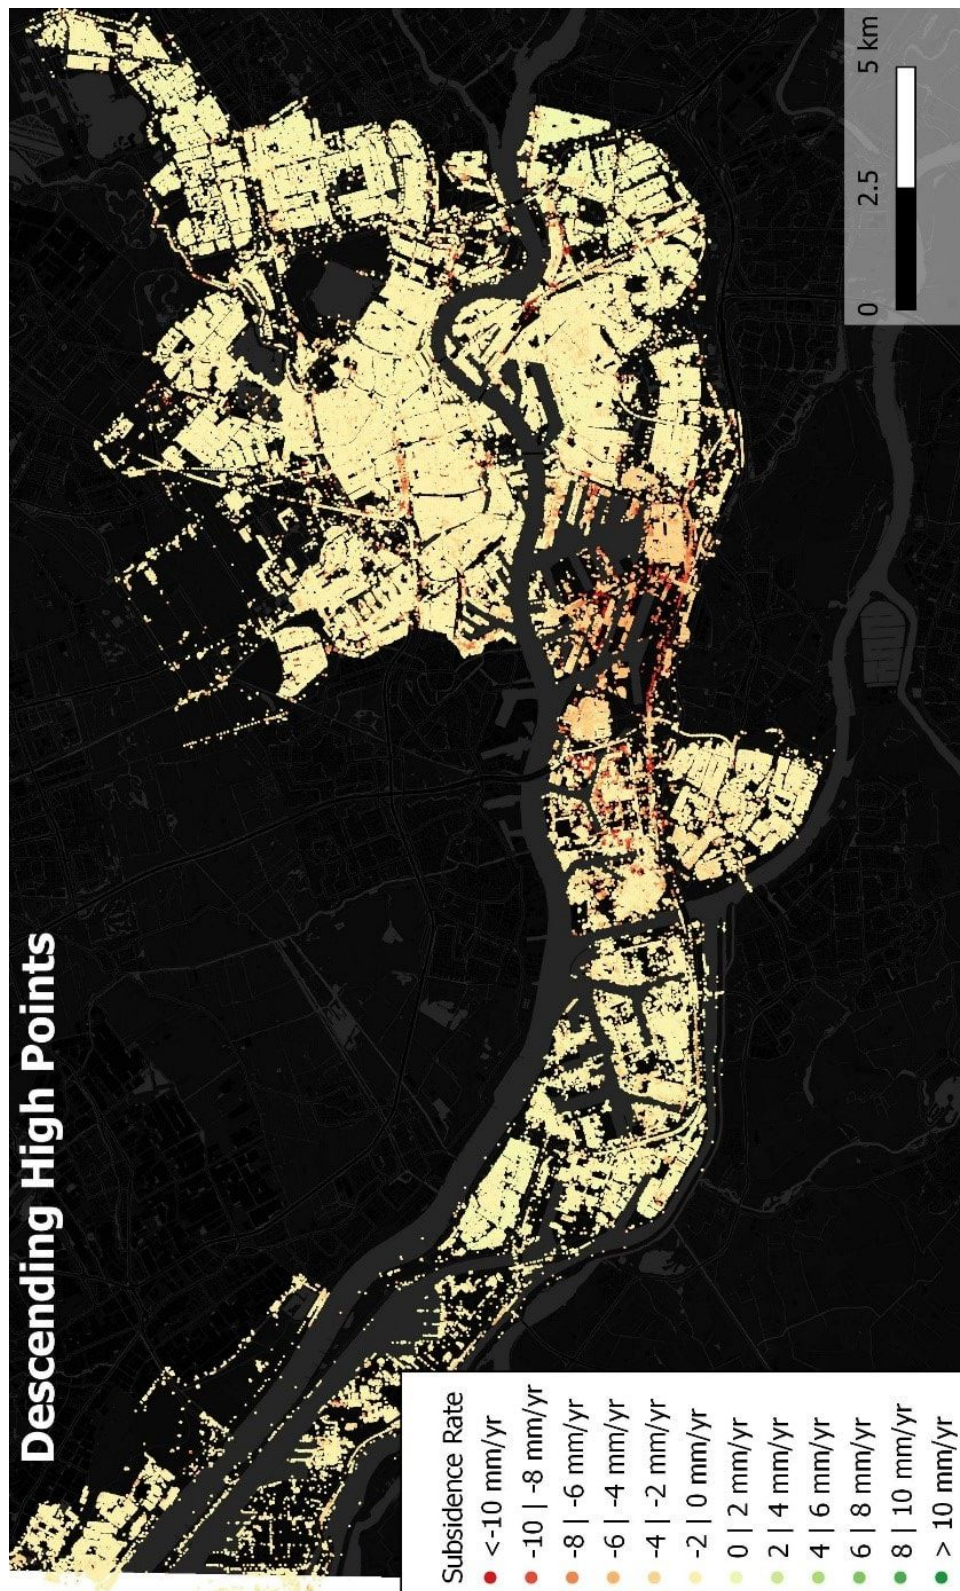 Descending High Points
Subsidence Rate
< -10 mm/yr
-10 | -8 mm/yr
-8 | -6 mm/yr
-6 | -4 mm/yr
-4 | -2 mm/yr
-2 | 0 mm/yr
0 | 2 mm/yr
2 | 4 mm/yr
4 | 6 mm/yr
6 | 8 mm/yr
8 | 10 mm/yr
> 10 mm/yr
0 2.5 5 km